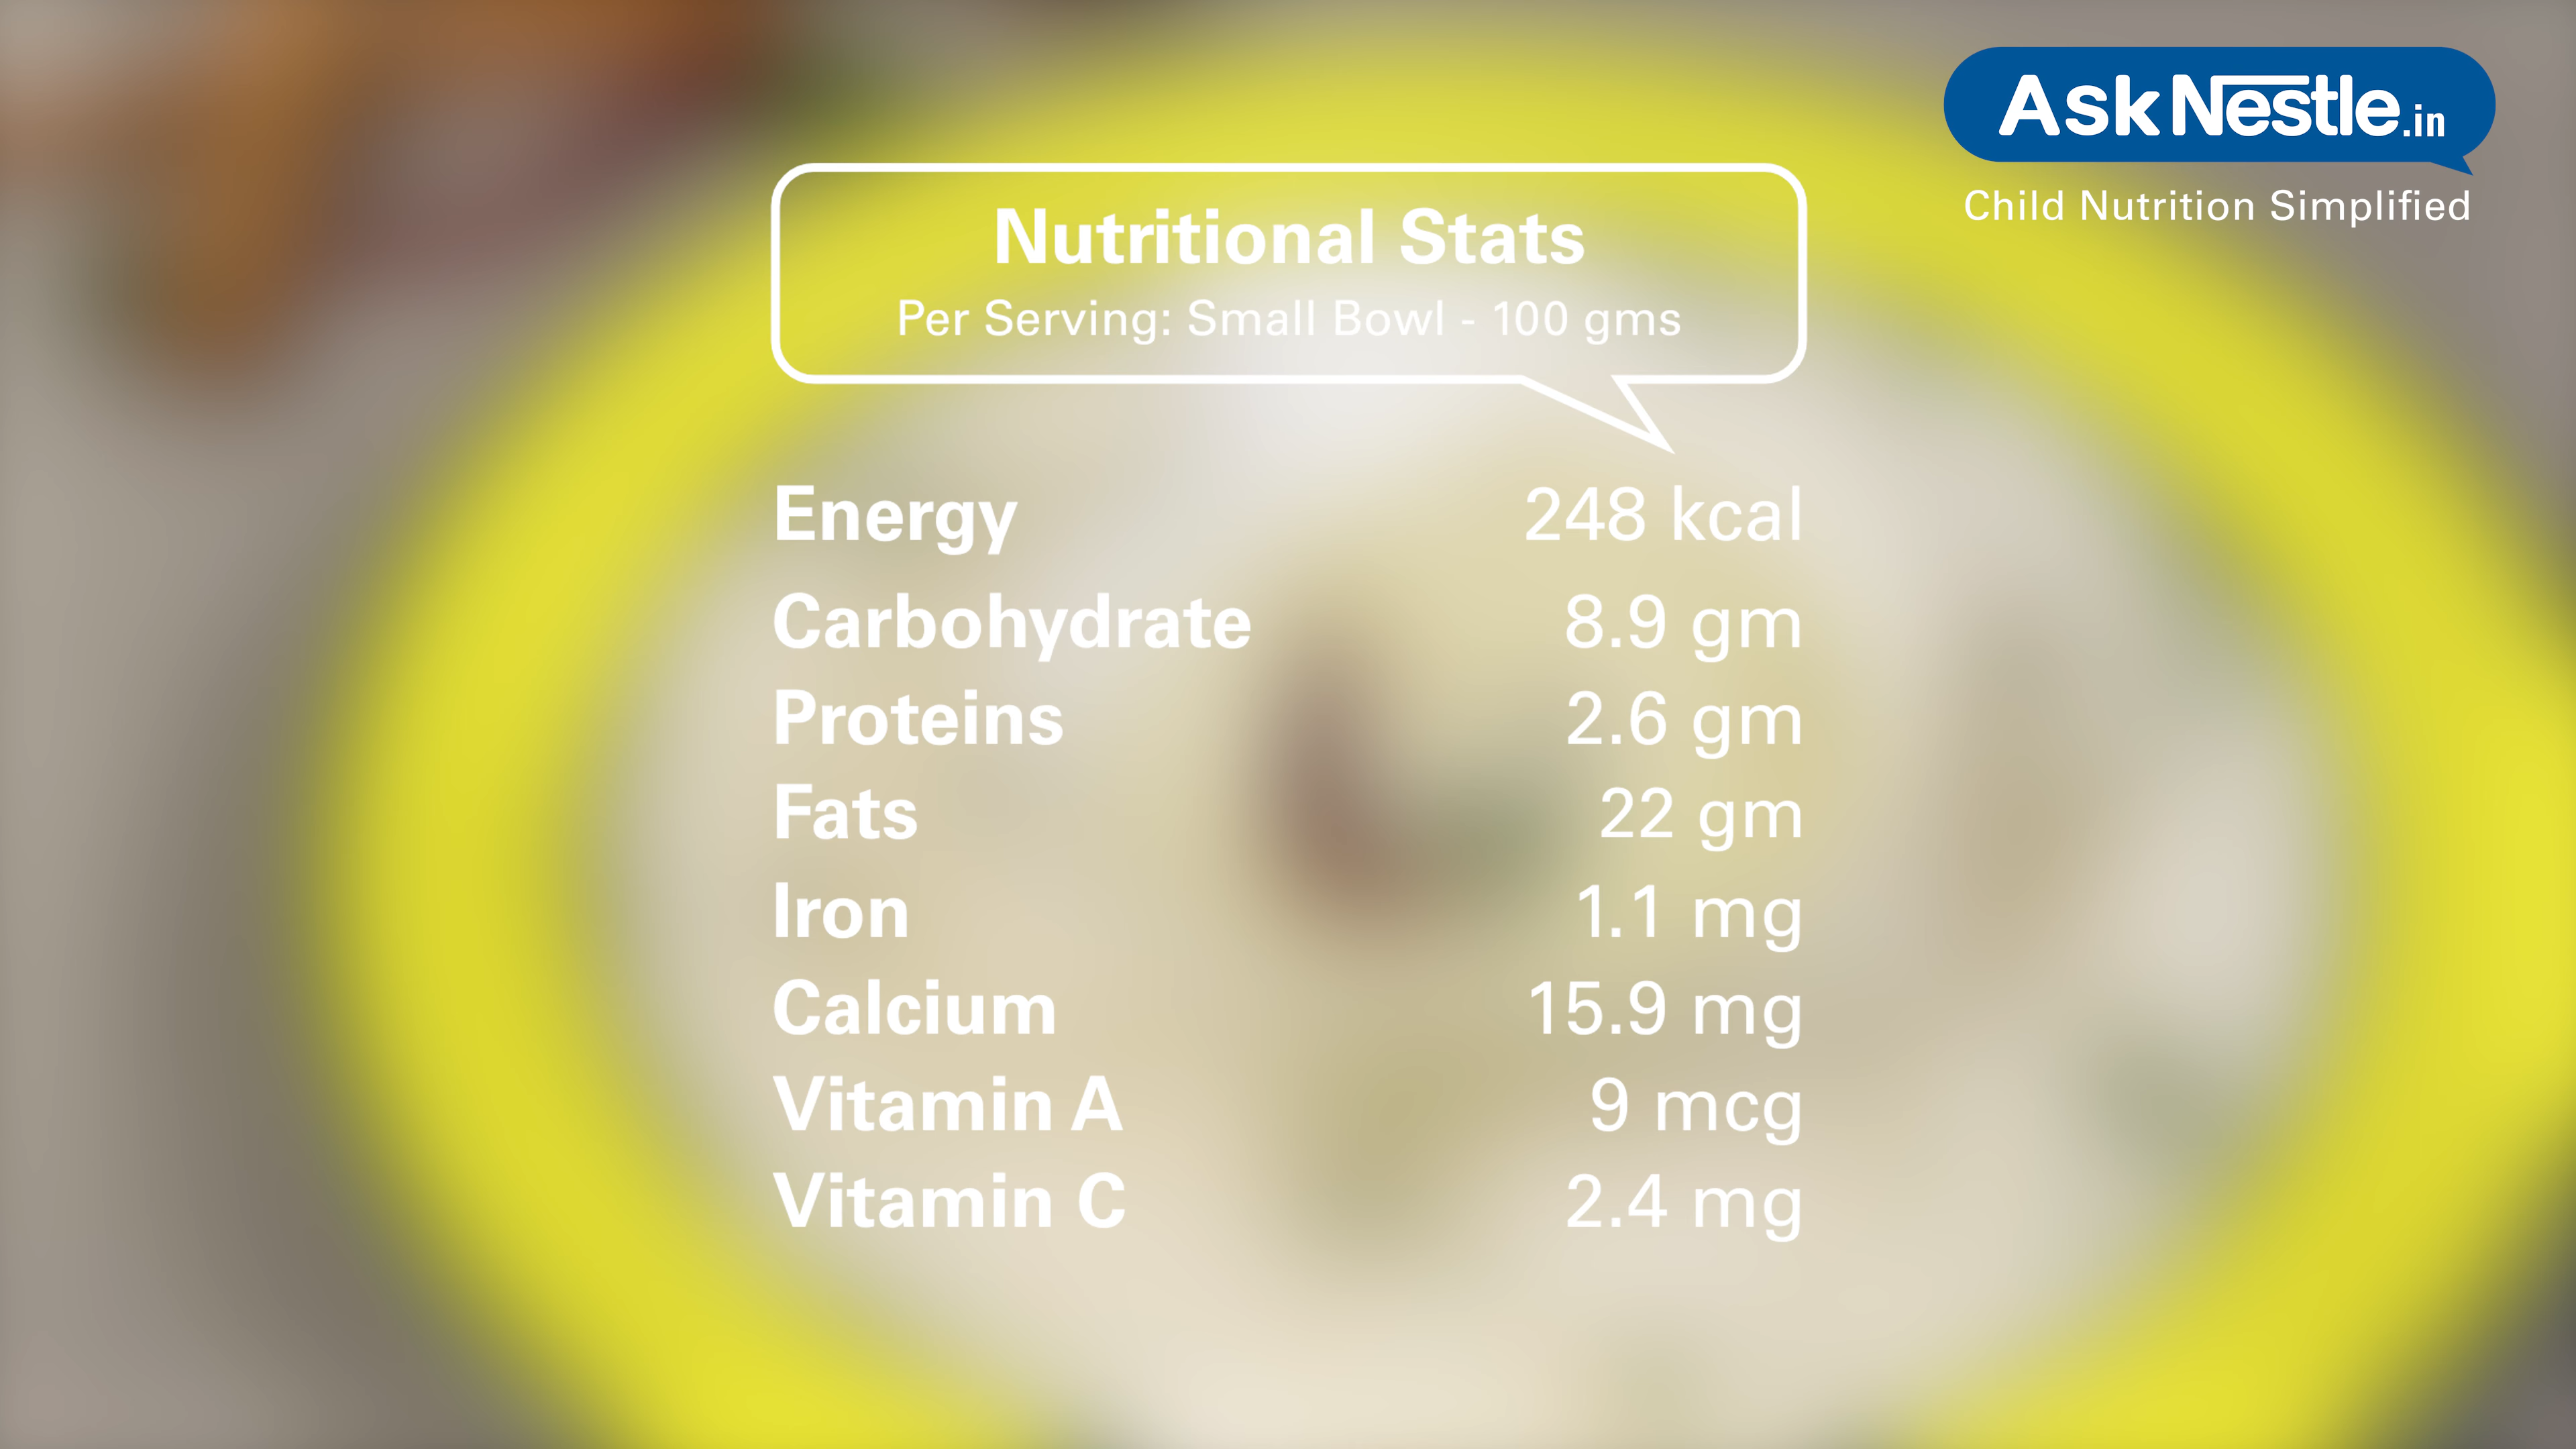 AskNestle.in
Child Nutrition Simplified
Nutritional Stats
Per Serving: Small Bowl - 100 gms
Energy 248 kcal
Carbohydrate 8.9 gm
Proteins 2.6 gm
Fats 22 gm
Iron 1.1 mg
Calcium 15.9 mg
Vitamin A 9 mcg
Vitamin C 2.4 mg